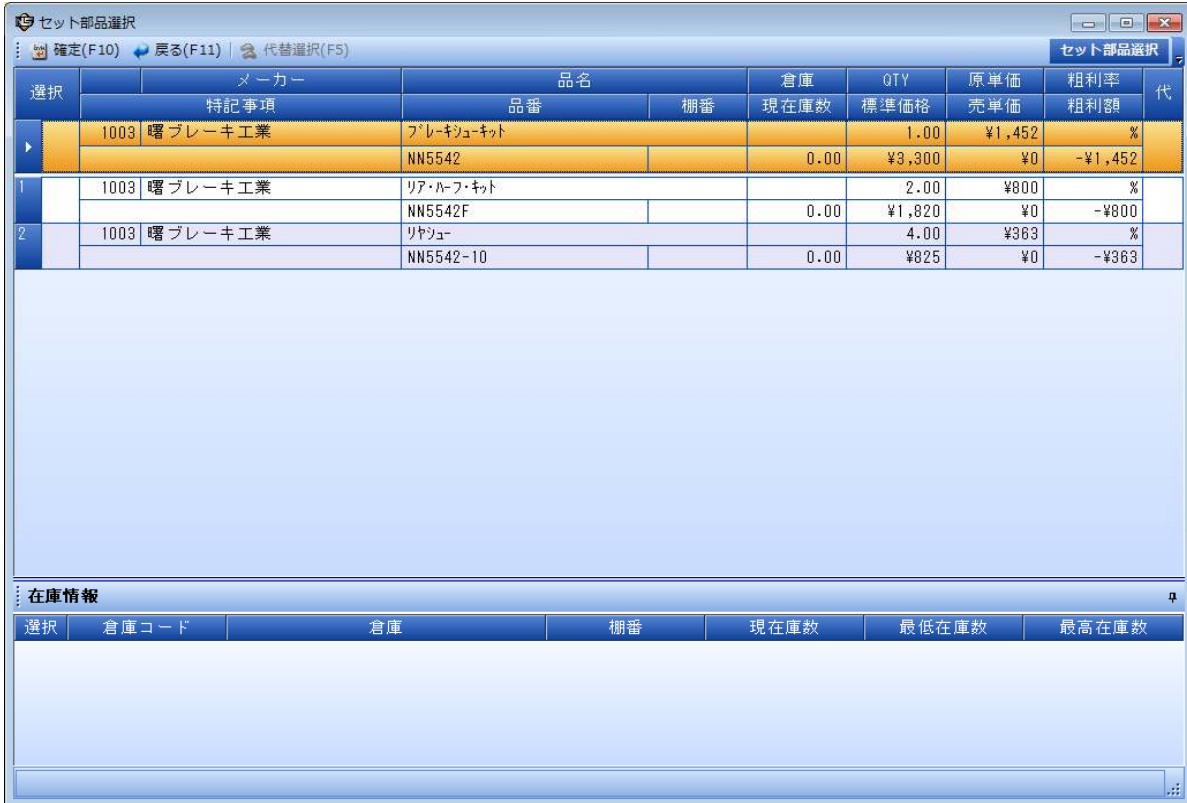 セット部品選択
確定(F10) 戻る(F11) 代替選択(F5) セット部品選択
選択 メーカー 品名 倉庫 QTY 原単価 粗利率 代
特記事項 品番 棚番 現在庫数 標準価格 売単価 粗利額
1003 曙ブレーキ工業 ﾌﾞﾚｰｷｼｭｰｷｯﾄ 1.00 ¥1,452 %
NN5542 0.00 ¥3,300 ¥0 -¥1,452
1 1003 曙ブレーキ工業 ﾘｱ･ﾊｰﾌ･ｷｯﾄ 2.00 ¥800 %
NN5542F 0.00 ¥1,820 ¥0 -¥800
2 1003 曙ブレーキ工業 ﾘﾔｼｭｰ 4.00 ¥363 %
NN5542-10 0.00 ¥825 ¥0 -¥363
在庫情報
選択 倉庫コード 倉庫 棚番 現在庫数 最低在庫数 最高在庫数